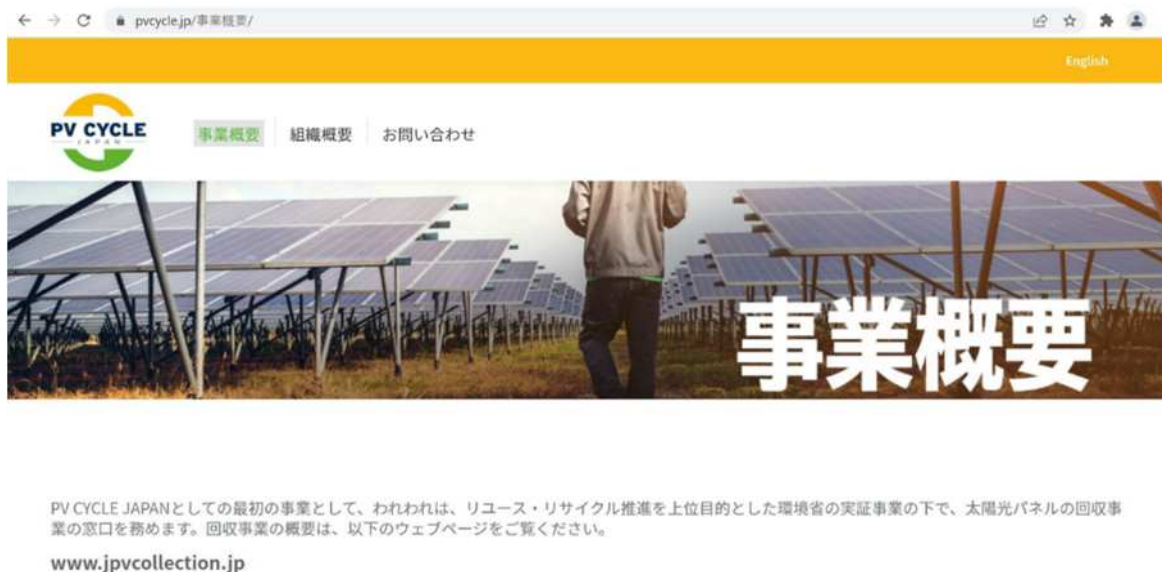 pvcycle.jp/事業概要/
English
PV CYCLE
JAPAN
事業概要 組織概要 お問い合わせ
事業概要
PV CYCLE JAPANとしての最初の事業として、われわれは、リユース・リサイクル推進を上位目的とした環境省の実証事業の下で、太陽光パネルの回収事
業の窓口を務めます。回収事業の概要は、以下のウェブページをご覧ください。
www.jpvcollection.jp